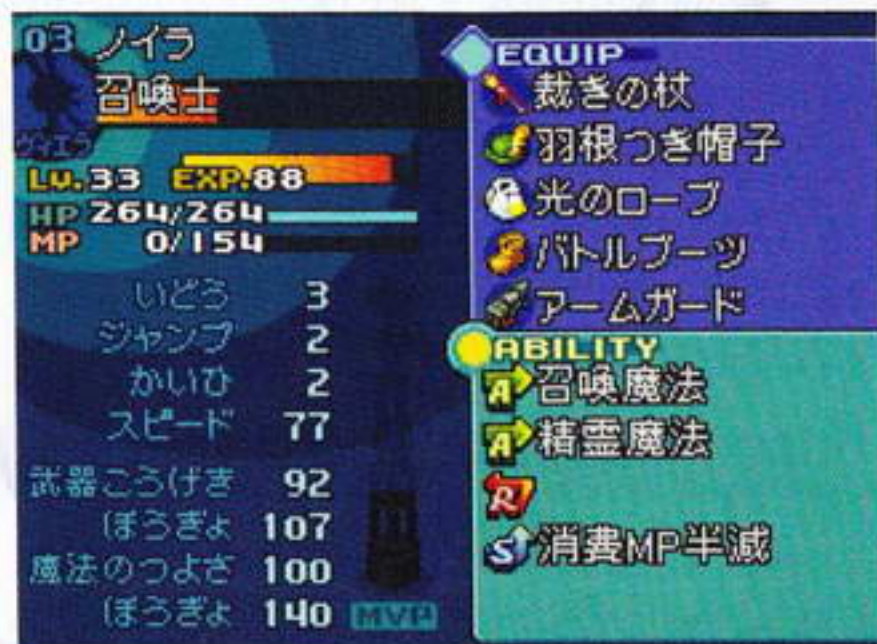 03 ノイラ
召喚士
ヴィエラ
Lv.33 EXP.88
HP 264/264
MP 0/154
いどう 3
ジャンプ 2
かいひ 2
スピード 77
武器こうげき 92
ぼうぎょ 107
魔法のつよさ 100
ぼうぎょ 140
MVP
EQUIP
裁きの杖
羽根つき帽子
光のローブ
バトルブーツ
アームガード
ABILITY
A 召喚魔法
A 精霊魔法
R
S 消費MP半減